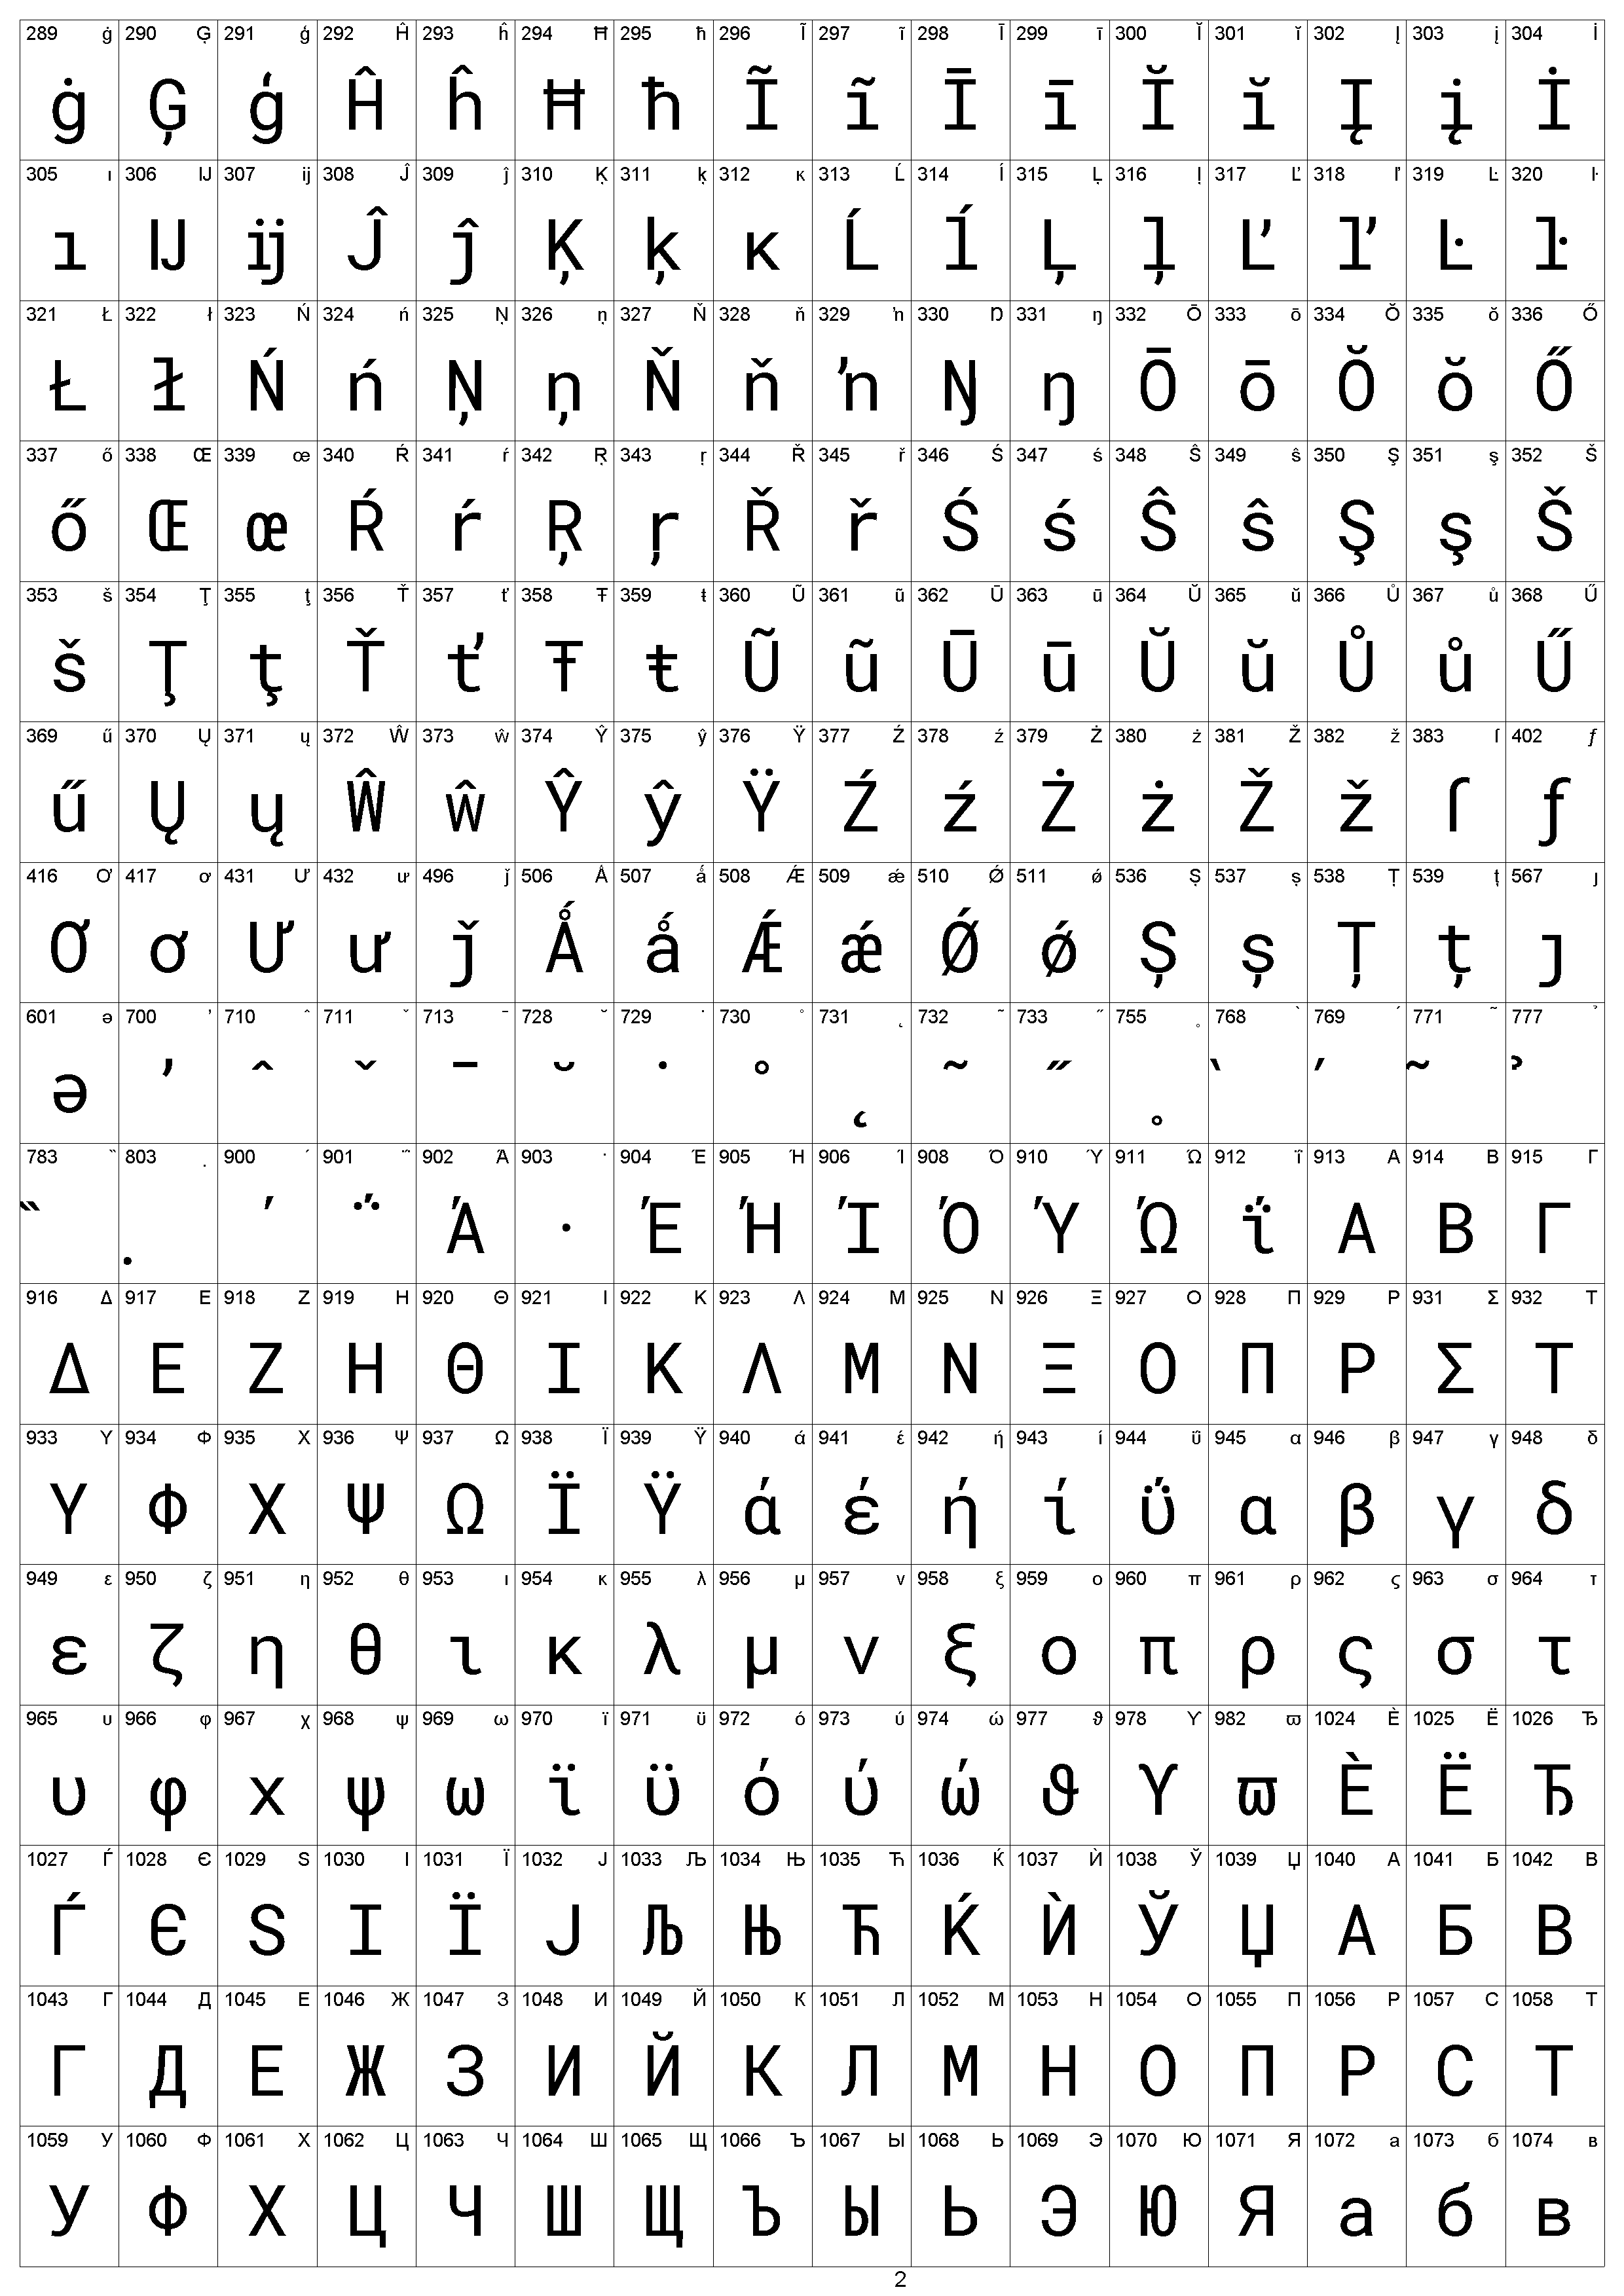 289 ġ 290 Ģ 291 ģ 292 Ĥ 293 ĥ 294 Ħ 295 ħ 296 Ĩ 297 ĩ 298 Ī 299 ī 300 Ĭ 301 ĭ 302 Į 303 į 304 İ
ġ Ģ ģ Ĥ ĥ Ħ ħ Ĩ ĩ Ī ī Ĭ ĭ Į į İ
305 ı 306 Ĳ 307 ĳ 308 Ĵ 309 ĵ 310 Ķ 311 ķ 312 ĸ 313 Ĺ 314 ĺ 315 Ļ 316 ļ 317 Ľ 318 ľ 319 Ŀ 320 ŀ
ı Ĳ ĳ Ĵ ĵ Ķ ķ ĸ Ĺ ĺ Ļ ļ Ľ ľ Ŀ ŀ
321 Ł 322 ł 323 Ń 324 ń 325 Ņ 326 ņ 327 Ň 328 ň 329 ŉ 330 Ŋ 331 ŋ 332 Ō 333 ō 334 Ŏ 335 ŏ 336 Ő
Ł ł Ń ń Ņ ņ Ň ň ŉ Ŋ ŋ Ō ō Ŏ ŏ Ő
337 ő 338 Œ 339 œ 340 Ŕ 341 ŕ 342 Ŗ 343 ŗ 344 Ř 345 ř 346 Ś 347 ś 348 Ŝ 349 ŝ 350 Ş 351 ş 352 Š
ő Œ œ Ŕ ŕ Ŗ ŗ Ř ř Ś ś Ŝ ŝ Ş ş Š
353 š 354 Ţ 355 ţ 356 Ť 357 ť 358 Ŧ 359 ŧ 360 Ũ 361 ũ 362 Ū 363 ū 364 Ŭ 365 ŭ 366 Ů 367 ů 368 Ű
š Ţ ţ Ť ť Ŧ ŧ Ũ ũ Ū ū Ŭ ŭ Ů ů Ű
369 ű 370 Ų 371 ų 372 Ŵ 373 ŵ 374 Ŷ 375 ŷ 376 Ÿ 377 Ź 378 ź 379 Ż 380 ż 381 Ž 382 ž 383 ſ 402 ƒ
ű Ų ų Ŵ ŵ Ŷ ŷ Ÿ Ź ź Ż ż Ž ž ſ ƒ
416 Ơ 417 ơ 431 Ư 432 ư 496 ǰ 506 Ǻ 507 ǻ 508 Ǽ 509 ǽ 510 Ǿ 511 ǿ 536 Ș 537 ș 538 Ț 539 ț 567 ȷ
Ơ ơ Ư ư ǰ Ǻ ǻ Ǽ ǽ Ǿ ǿ Ș ș Ț ț ȷ
601 ə 700 ʼ 710 ˆ 711 ˇ 713 ˉ 728 ˘ 729 ˙ 730 ˚ 731 ˛ 732 ˜ 733 ˝ 755 ˳ 768 ̀ 769 ́ 771 ̃ 777 ̉
ə ʼ ˆ ˇ ˉ ˘ ˙ ˚ ˛ ˜ ˝ ˳ ̀ ́ ̃ ̉
783 ̏ 803 ̣ 900 ΄ 901 ΅ 902 Ά 903 · 904 Έ 905 Ή 906 Ί 908 Ό 910 Ύ 911 Ώ 912 ΐ 913 Α 914 Β 915 Γ
̏ ̣ ΄ ΅ Ά · Έ Ή Ί Ό Ύ Ώ ΐ Α Β Γ
916 Δ 917 Ε 918 Ζ 919 Η 920 Θ 921 Ι 922 Κ 923 Λ 924 Μ 925 Ν 926 Ξ 927 Ο 928 Π 929 Ρ 931 Σ 932 Τ
Δ Ε Ζ Η Θ Ι Κ Λ Μ Ν Ξ Ο Π Ρ Σ Τ
933 Υ 934 Φ 935 Χ 936 Ψ 937 Ω 938 Ϊ 939 Ϋ 940 ά 941 έ 942 ή 943 ί 944 ΰ 945 α 946 β 947 γ 948 δ
Υ Φ Χ Ψ Ω Ϊ Ϋ ά έ ή ί ΰ α β γ δ
949 ε 950 ζ 951 η 952 θ 953 ι 954 κ 955 λ 956 μ 957 ν 958 ξ 959 ο 960 π 961 ρ 962 ς 963 σ 964 τ
ε ζ η θ ι κ λ μ ν ξ ο π ρ ς σ τ
965 υ 966 φ 967 χ 968 ψ 969 ω 970 ϊ 971 ϋ 972 ό 973 ύ 974 ώ 977 ϑ 978 ϒ 982 ϖ 1024 Ѐ 1025 Ё 1026 Ђ
υ φ χ ψ ω ϊ ϋ ό ύ ώ ϑ ϒ ϖ Ѐ Ё Ђ
1027 Ѓ 1028 Є 1029 Ѕ 1030 І 1031 Ї 1032 Ј 1033 Љ 1034 Њ 1035 Ћ 1036 Ќ 1037 Ѝ 1038 Ў 1039 Џ 1040 А 1041 Б 1042 В
Ѓ Є Ѕ І Ї Ј Љ Њ Ћ Ќ Ѝ Ў Џ А Б В
1043 Г 1044 Д 1045 Е 1046 Ж 1047 З 1048 И 1049 Й 1050 К 1051 Л 1052 М 1053 Н 1054 О 1055 П 1056 Р 1057 С 1058 Т
Г Д Е Ж З И Й К Л М Н О П Р С Т
1059 У 1060 Ф 1061 Х 1062 Ц 1063 Ч 1064 Ш 1065 Щ 1066 Ъ 1067 Ы 1068 Ь 1069 Э 1070 Ю 1071 Я 1072 а 1073 б 1074 в
У Ф Х Ц Ч Ш Щ Ъ Ы Ь Э Ю Я а б в
2